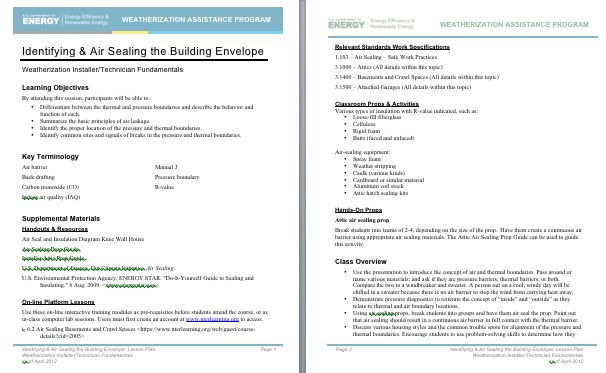 U.S. DEPARTMENT OF
ENERGY
Energy Efficiency &
Renewable Energy
WEATHERIZATION ASSISTANCE PROGRAM
Identifying & Air Sealing the Building Envelope
Weatherization Installer/Technician Fundamentals
Learning Objectives
By attending this session, participants will be able to:
• Differentiate between the thermal and pressure boundaries and describe the behavior and
function of each.
• Summarize the basic principles of air leakage.
• Identify the proper location of the pressure and thermal boundaries.
• Identify common signs and signals of breaks in the pressure and thermal boundaries.
Key Terminology
Air barrier
Manual J
Back drafting
Pressure boundary
Carbon monoxide (CO)
R-value
Indoor air quality (IAQ)
Supplemental Materials
Handouts & Resources
Air Seal and Insulation Diagram Knee Wall House
Air Sealing
U.S. Environmental Protection Agency. ENERGY STAR. "Do-It-Yourself Guide to Sealing and
Insulating." 6 Aug. 2009.
On-line Platform Lessons
Use these on-line interactive training modules as pre-requisites before attend the course, or as
in-class computer lab sessions. Users must first create an account at www.nterlearning.org to access.
6.2 Air Sealing Basements and Crawl Spaces <https://www.nterlearning.org/web/guest/course-
details?cid=2005>
Identifying & Air Sealing the Building Envelope: Lesson Plan
Page 1
Weatherization Installer/Technician Fundamentals
as of April 2012
U.S. DEPARTMENT OF
ENERGY
Energy Efficiency &
Renewable Energy
WEATHERIZATION ASSISTANCE PROGRAM
Relevant Standards Work Specifications
1.103 – Air Sealing – Safe Work Practices
3.1000 – Attics (All details within this topic)
3.1400 – Basements and Crawl Spaces (All details within this topic)
3.1500 – Attached Garages (All details within this topic)
Classroom Props & Activities
Various types of insulation with R-value indicated, such as:
• Loose-fill fiberglass
• Cellulose
• Rigid foam
• Batts (faced and unfaced)
Air-sealing equipment:
• Spray foam
• Weather stripping
• Caulk (various kinds)
• Cardboard or similar material
• Aluminum coil stock
• Attic hatch sealing kits
Hands-On Props
Attic air sealing prop
Break students into teams of 2-4, depending on the size of the prop. Have them create a continuous air
barrier using appropriate air sealing materials. The Attic Air Sealing Prop Guide can be used to guide
this activity.
Class Overview
• Use the presentation to introduce the concept of air and thermal boundaries. Pass around or
name various materials; and ask if they are pressure barriers, thermal barriers, or both.
Compare the two to a windbreaker and sweater. A person out on a cool, windy day will be
chilled in a sweater because there is no air barrier to stop the wind from carrying heat away.
• Demonstrate pressure diagnostics to reiterate the concept of "inside" and "outside" as they
relate to thermal and air boundary locations.
• Using air sealing props, break students into groups and have them air seal the prop. Point out
that air sealing should result in a continuous air barrier in full contact with the thermal barrier.
• Discuss various housing styles and the common trouble spots for alignment of the pressure and
thermal boundaries. Encourage students to use problem-solving skills to determine how they
Page 2
Identifying & Air Sealing the Building Envelope: Lesson Plan
Weatherization Installer/Technician Fundamentals
as of April 2012